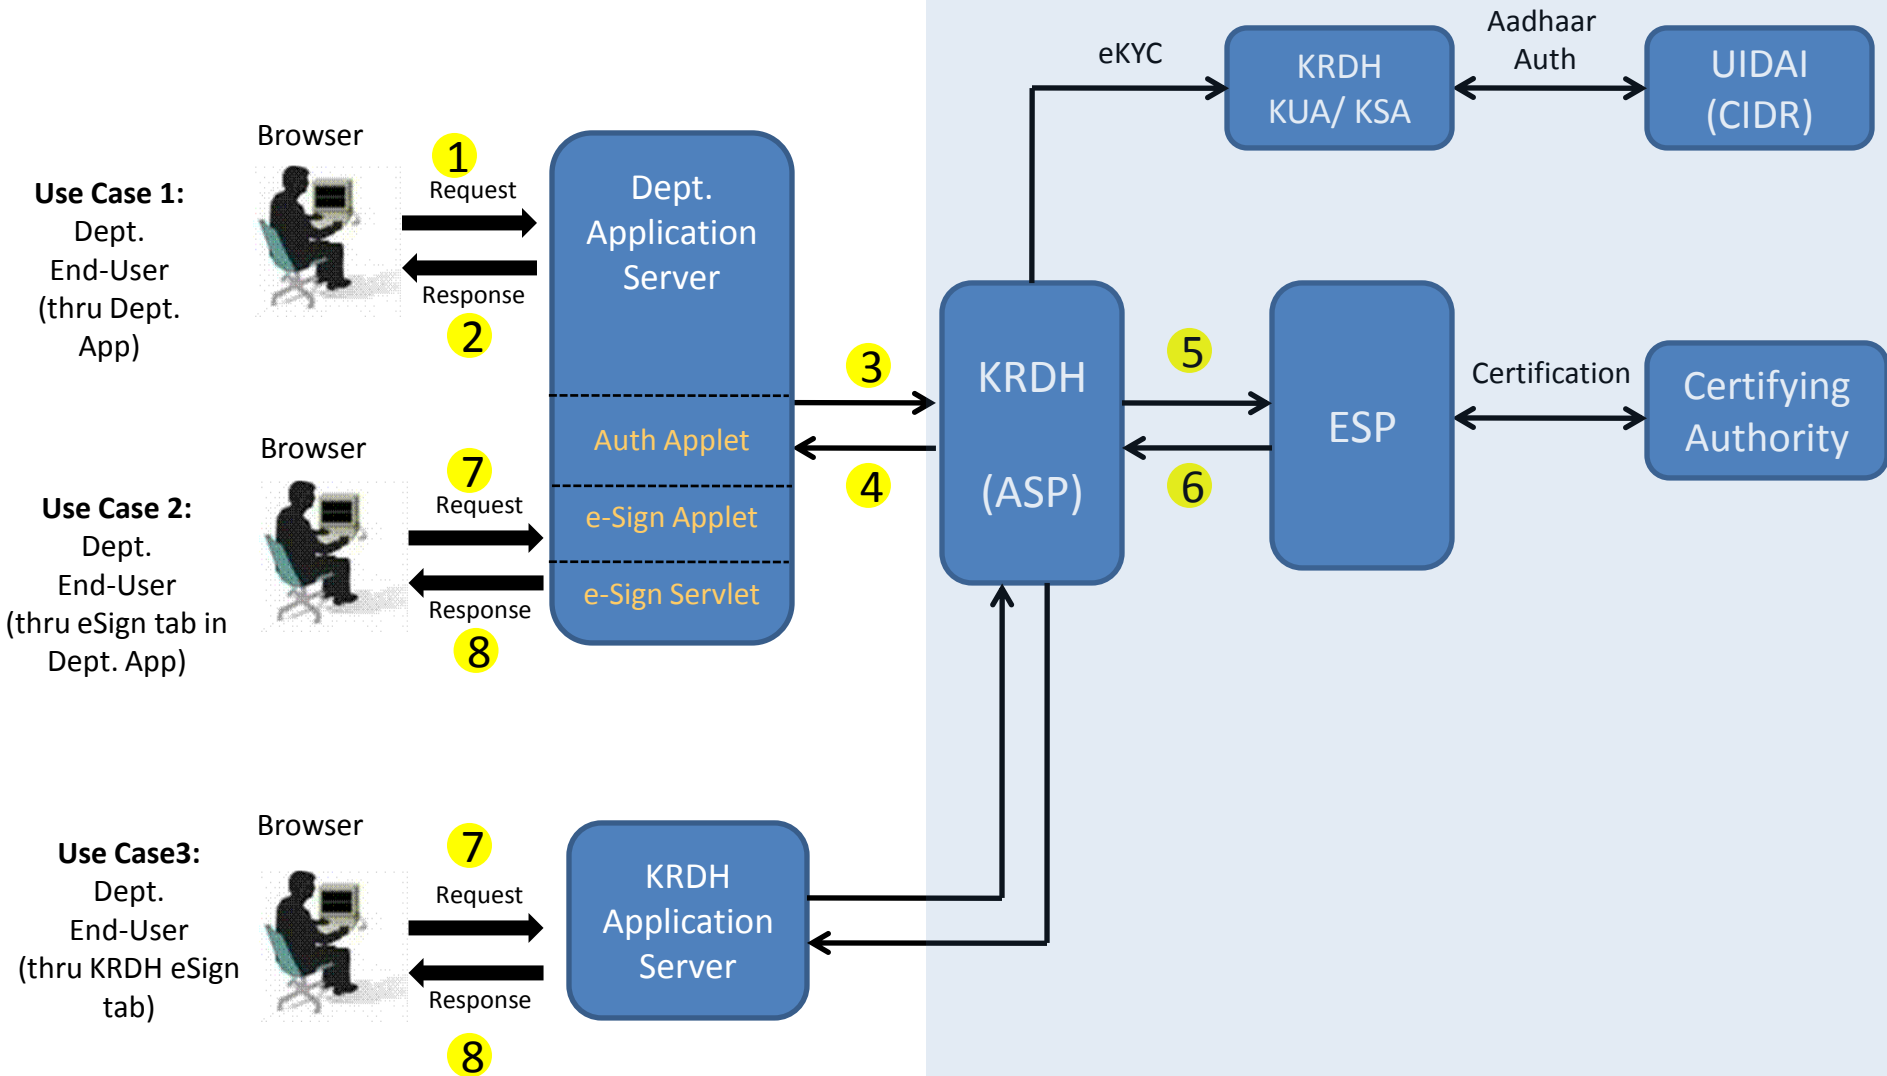 eKYC
KRDH
KUA/ KSA
Aadhaar
Auth
UIDAI
(CIDR)
Use Case 1:
Dept.
End-User
(thru Dept.
App)
Browser
1
Request
Response
2
Dept.
Application
Server
Auth Applet
e-Sign Applet
e-Sign Servlet
3
4
KRDH
(ASP)
5
6
ESP
Certification
Certifying
Authority
Use Case 2:
Dept.
End-User
(thru eSign tab in
Dept. App)
Browser
7
Request
Response
8
Use Case3:
Dept.
End-User
(thru KRDH eSign
tab)
Browser
7
Request
Response
8
KRDH
Application
Server